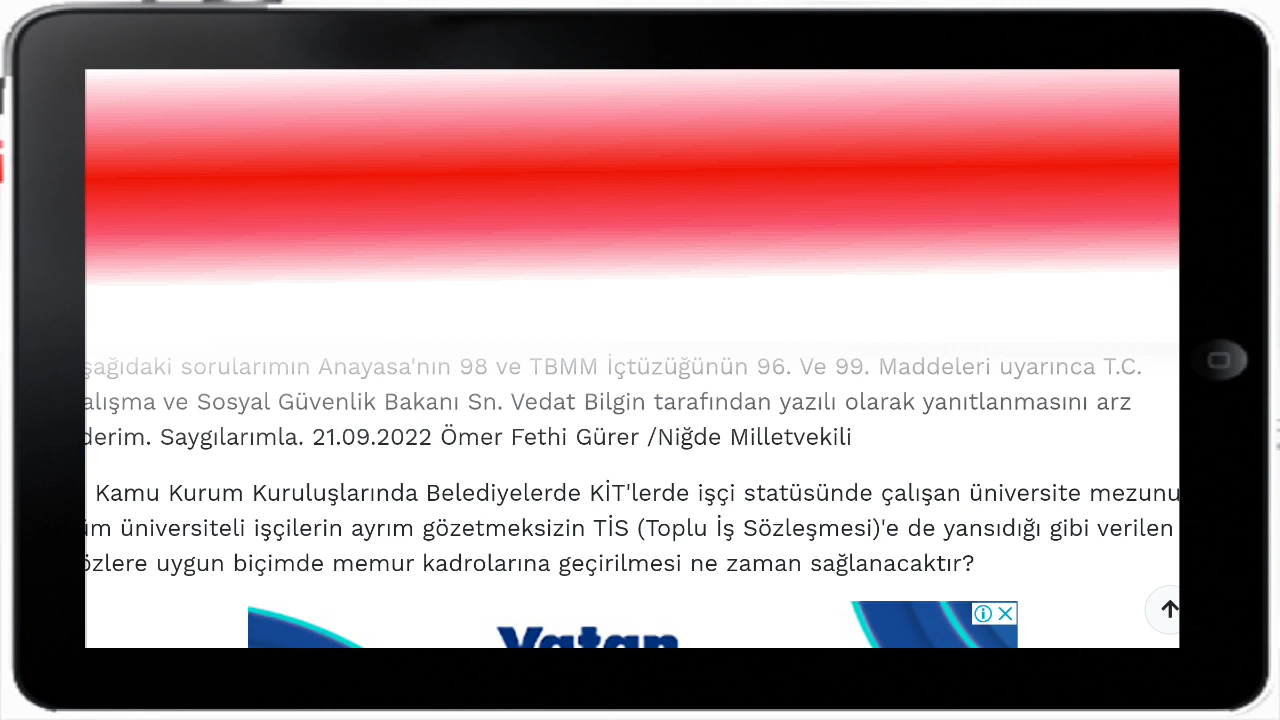 şağıdaki sorularımın Anayasa'nın 98 ve TBMM İçtüzüğünün 96. Ve 99. Maddeleri uyarınca T.C.
alışma ve Sosyal Güvenlik Bakanı Sn. Vedat Bilgin tarafından yazılı olarak yanıtlanmasını arz
derim. Saygılarımla. 21.09.2022 Ömer Fethi Gürer /Niğde Milletvekili
Kamu Kurum Kuruluşlarında Belediyelerde KİT'lerde işçi statüsünde çalışan üniversite mezunu
üm üniversiteli işçilerin ayrım gözetmeksizin TİS (Toplu İş Sözleşmesi)'e de yansıdığı gibi verilen
özlere uygun biçimde memur kadrolarına geçirilmesi ne zaman sağlanacaktır?
Vatan